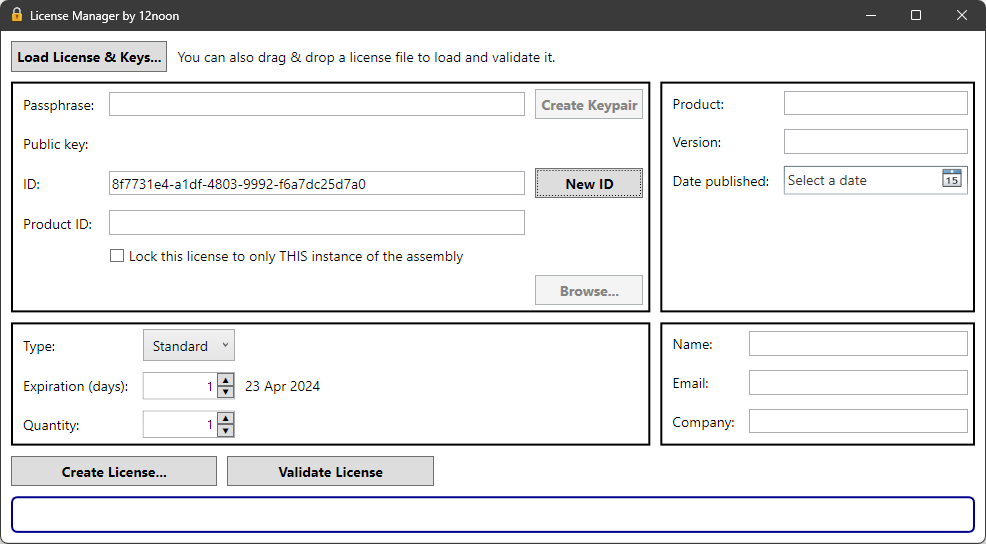 License Manager by 12noon
Load License & Keys... You can also drag & drop a license file to load and validate it.
Passphrase: Create Keypair
Public key:
ID: 8f7731e4-a1df-4803-9992-f6a7dc25d7a0 New ID
Product ID:
Lock this license to only THIS instance of the assembly
Browse...
Product:
Version:
Date published: Select a date 15
Type: Standard
Expiration (days): 1 23 Apr 2024
Quantity: 1
Name:
Email:
Company:
Create License... Validate License